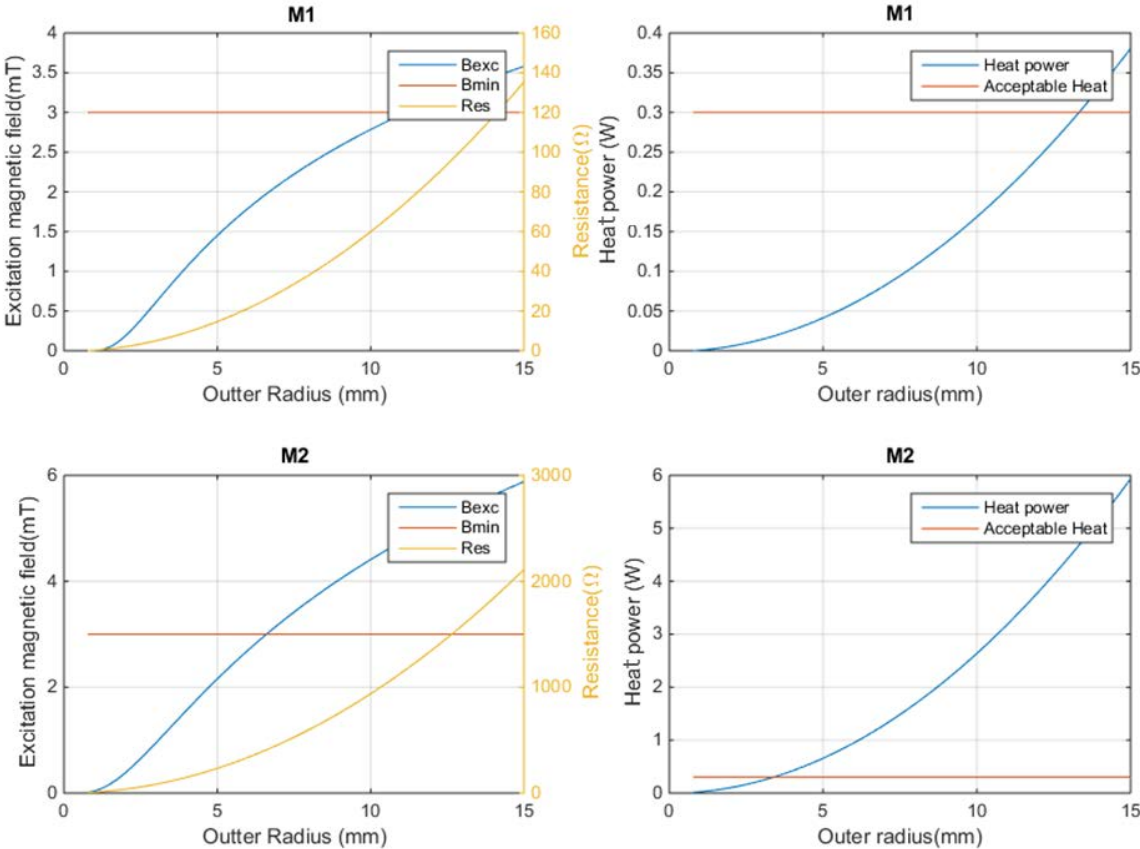 M1
Excitation magnetic field(mT)
4
3.5
3
2.5
2
1.5
1
0.5
0
0 5 10 15
Outter Radius (mm)
160
140
120
100
80
60
40
20
0
Resistance(Ω)
Bexc
Bmin
Res
M1
Heat power (W)
0.4
0.35
0.3
0.25
0.2
0.15
0.1
0.05
0
0 5 10 15
Outer radius(mm)
Heat power
Acceptable Heat
M2
Excitation magnetic field(mT)
6
4
2
0
0 5 10 15
Outter Radius (mm)
3000
2000
1000
0
Resistance(Ω)
Bexc
Bmin
Res
M2
Heat power (W)
6
5
4
3
2
1
0
0 5 10 15
Outer radius(mm)
Heat power
Acceptable Heat